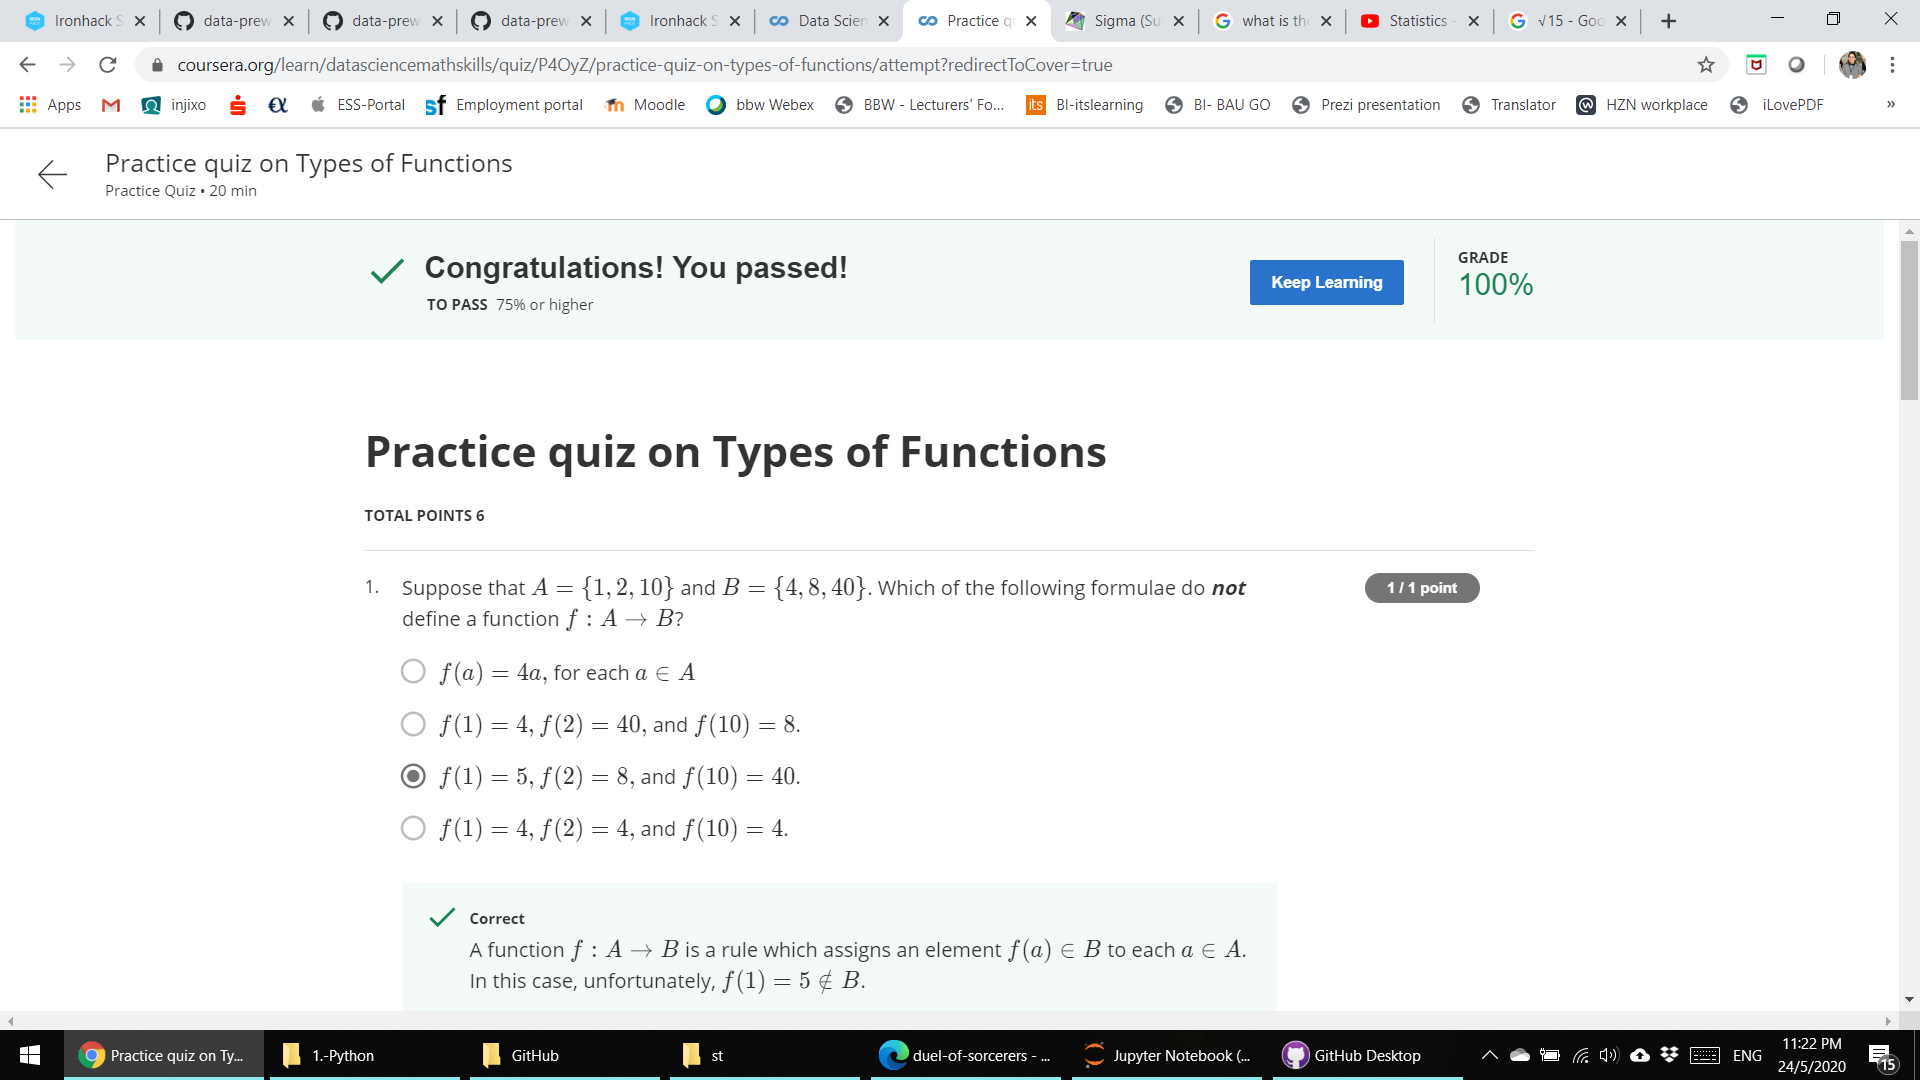 Ironhack S
data-prew
data-prew
data-prew
Ironhack S
Data Scien
Practice q
Sigma (Su
what is the
Statistics -
√15 - Goo
coursera.org/learn/datasciencemathskills/quiz/P4OyZ/practice-quiz-on-types-of-functions/attempt?redirectToCover=true
Apps
injixo
ESS-Portal
Employment portal
Moodle
bbw Webex
BBW - Lecturers' Fo...
its
BI-itslearning
BI- BAU GO
Prezi presentation
Translator
HZN workplace
iLovePDF
»
Practice quiz on Types of Functions
Practice Quiz • 20 min
Congratulations! You passed!
TO PASS 75% or higher
Keep Learning
GRADE
100%
Practice quiz on Types of Functions
TOTAL POINTS 6
1. Suppose that A = {1, 2, 10} and B = {4, 8, 40}. Which of the following formulae do not
define a function f : A → B?
1 / 1 point
f(a) = 4a, for each a ∈ A
f(1) = 4, f(2) = 40, and f(10) = 8.
f(1) = 5, f(2) = 8, and f(10) = 40.
f(1) = 4, f(2) = 4, and f(10) = 4.
Correct
A function f : A → B is a rule which assigns an element f(a) ∈ B to each a ∈ A.
In this case, unfortunately, f(1) = 5 ∉ B.
Practice quiz on Ty...
1.-Python
GitHub
st
duel-of-sorcerers - ...
Jupyter Notebook (...
GitHub Desktop
ENG
11:22 PM
24/5/2020
15